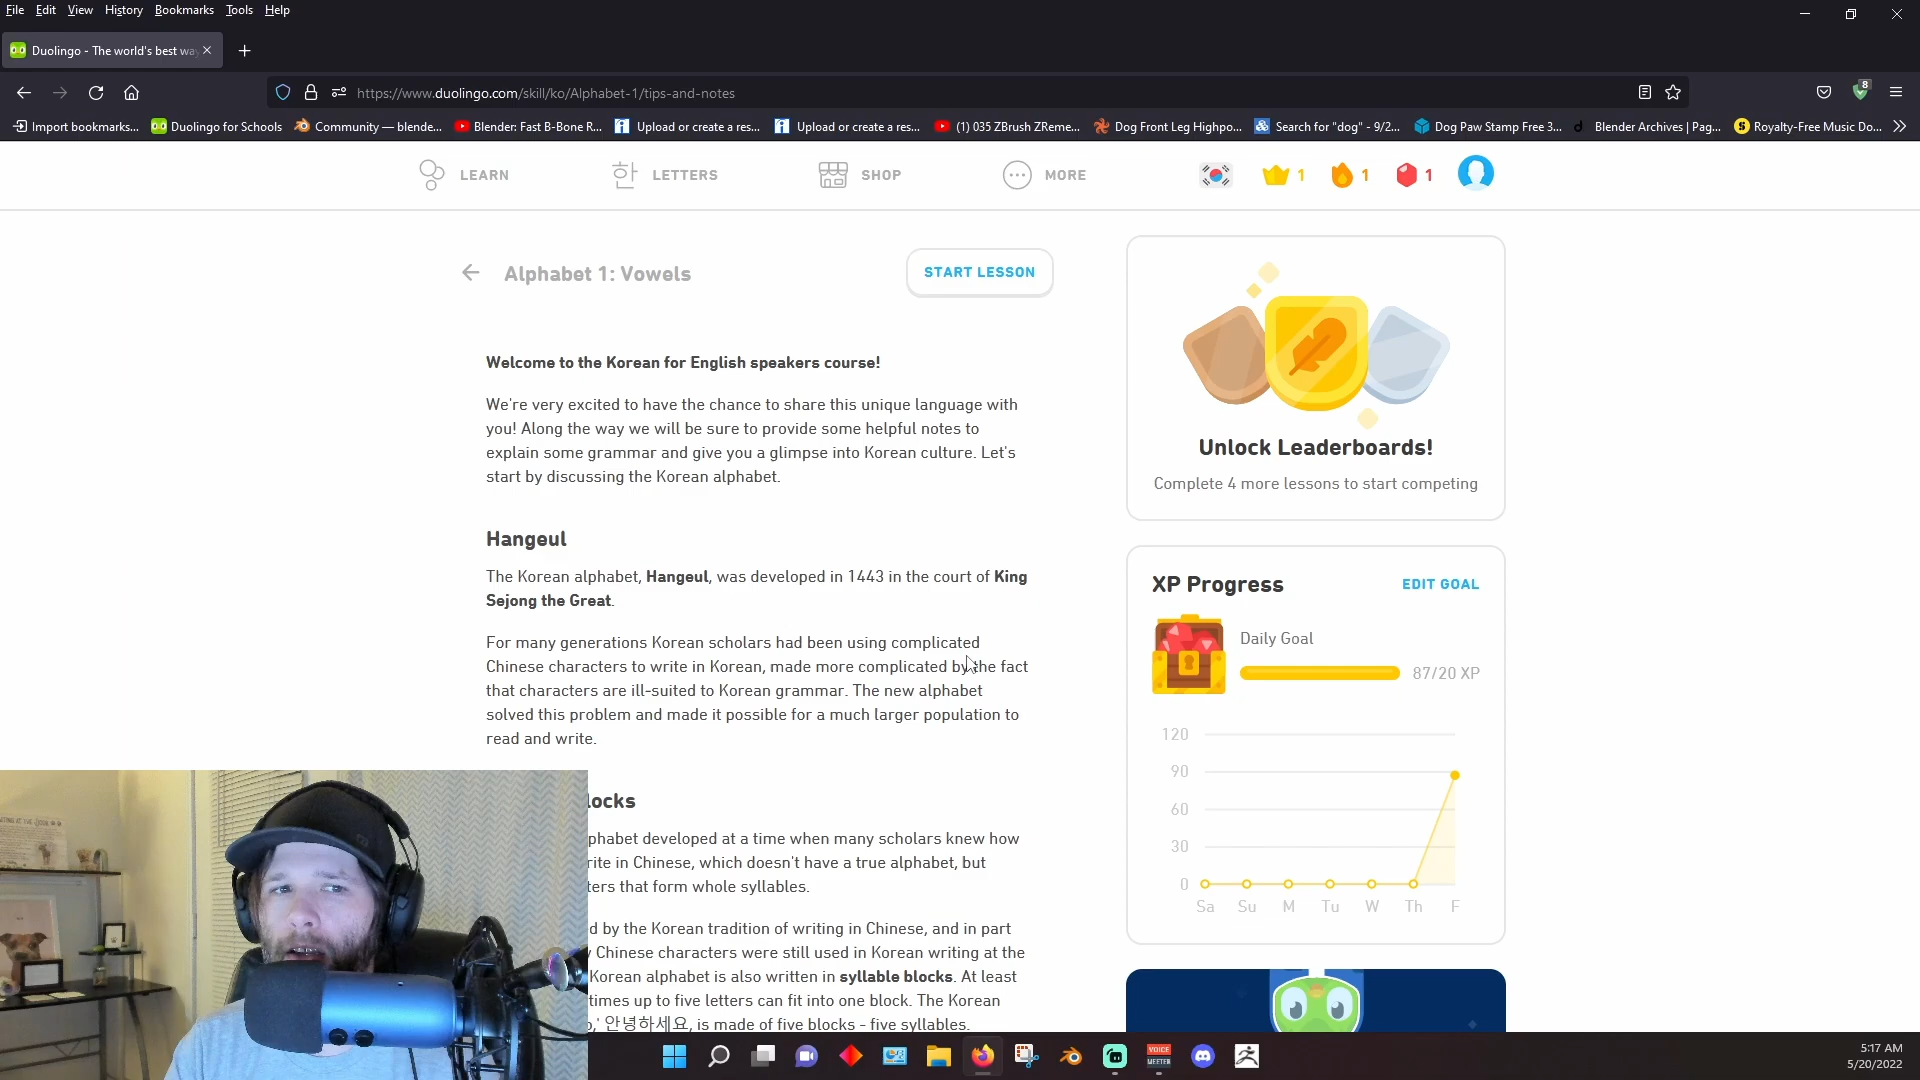 File Edit View History Bookmarks Tools Help
Duolingo - The world's best wa
https://www.duolingo.com/skill/ko/Alphabet-1/tips-and-notes
8
Import bookmarks... Duolingo for Schools Community — blende... Blender: Fast B-Bone R... Upload or create a res... Upload or create a res... (1) 035 ZBrush ZReme... Dog Front Leg Highpo... Search for "dog" - 9/2... Dog Paw Stamp Free 3... Blender Archives | Pag... Royalty-Free Music Do...
LEARN 한 LETTERS SHOP MORE 1 1 1
Alphabet 1: Vowels
START LESSON
Welcome to the Korean for English speakers course!
We're very excited to have the chance to share this unique language with
you! Along the way we will be sure to provide some helpful notes to
explain some grammar and give you a glimpse into Korean culture. Let's
start by discussing the Korean alphabet.
Hangeul
The Korean alphabet, Hangeul, was developed in 1443 in the court of King
Sejong the Great.
For many generations Korean scholars had been using complicated
Chinese characters to write in Korean, made more complicated by the fact
that characters are ill-suited to Korean grammar. The new alphabet
solved this problem and made it possible for a much larger population to
read and write.
locks
phabet developed at a time when many scholars knew how
rite in Chinese, which doesn't have a true alphabet, but
ters that form whole syllables.
d by the Korean tradition of writing in Chinese, and in part
y Chinese characters were still used in Korean writing at the
Korean alphabet is also written in syllable blocks. At least
times up to five letters can fit into one block. The Korean
o,' 안녕하세요, is made of five blocks - five syllables.
Unlock Leaderboards!
Complete 4 more lessons to start competing
XP Progress
EDIT GOAL
Daily Goal
87/20 XP
120
90
60
30
0
Sa Su M Tu W Th F
VOICE
MEETER
5:17 AM
5/20/2022